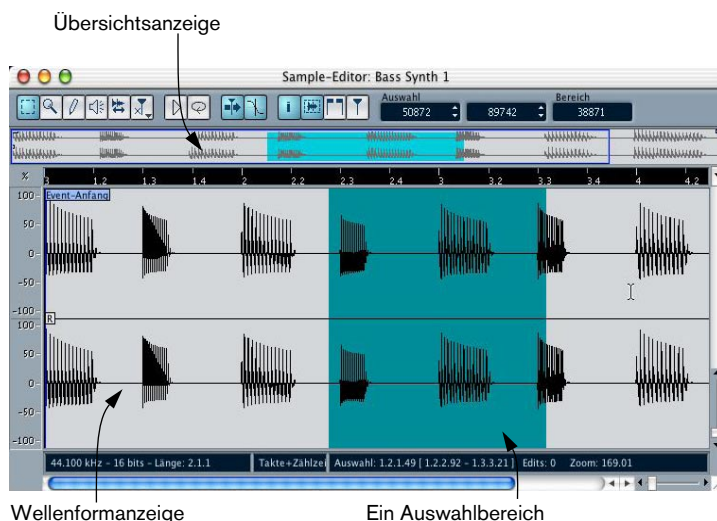 Übersichtsanzeige
Sample-Editor: Bass Synth 1
Auswahl Bereich
50872 89742 38871
% 3 1.2 1.3 1.4 2 2.2 2.3 2.4 3 3.2 3.3 3.4 4 4.2
Event-Anfang
100
50
0
-50
-100
R
100
50
0
-50
-100
44.100 kHz - 16 bits - Länge: 2.1.1 Takte+Zählzei Auswahl: 1.2.1.49 [ 1.2.2.92 - 1.3.3.21 ] Edits: 0 Zoom: 169.01
Wellenformanzeige Ein Auswahlbereich